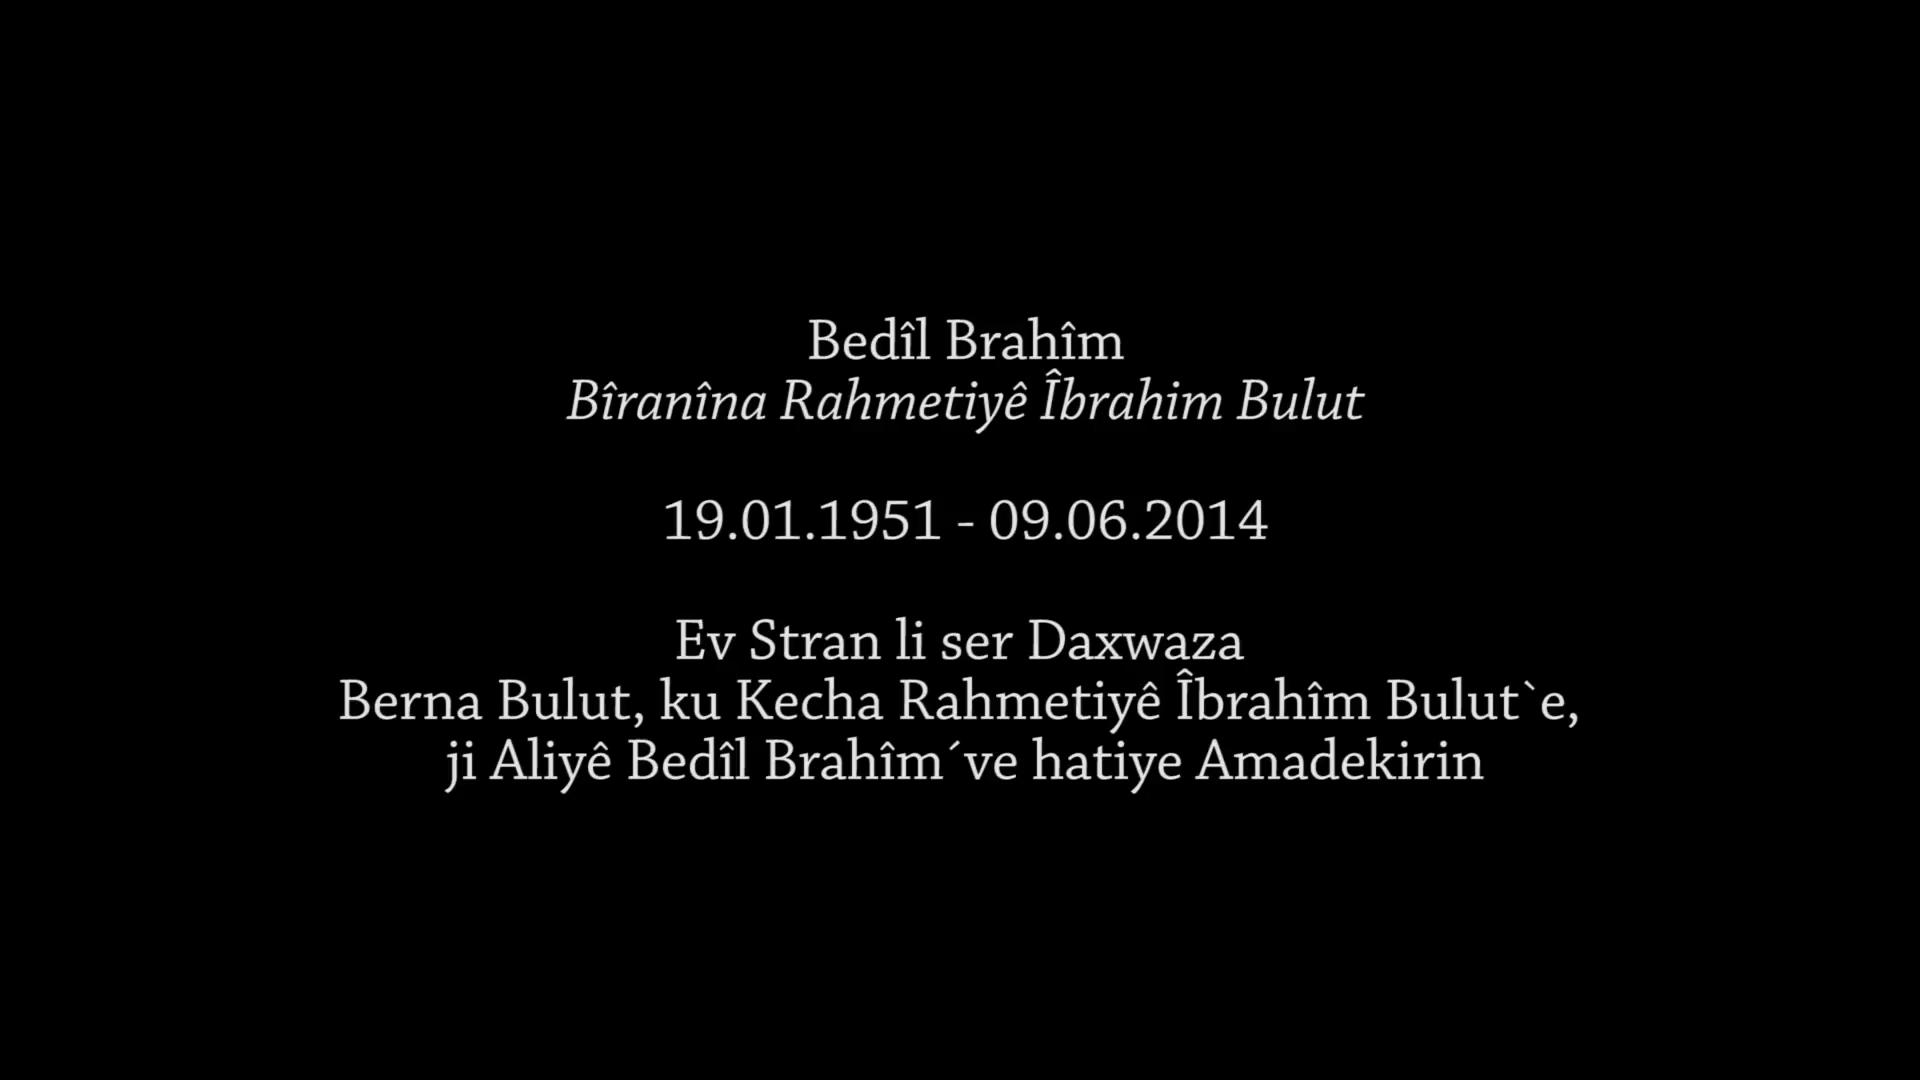 Bedîl Brahîm
Bîranîna Rahmetiyê Îbrahim Bulut
19.01.1951 - 09.06.2014
Ev Stran li ser Daxwaza
Berna Bulut, ku Kecha Rahmetiyê Îbrahîm Bulut`e,
ji Aliyê Bedîl Brahîm´ve hatiye Amadekirin